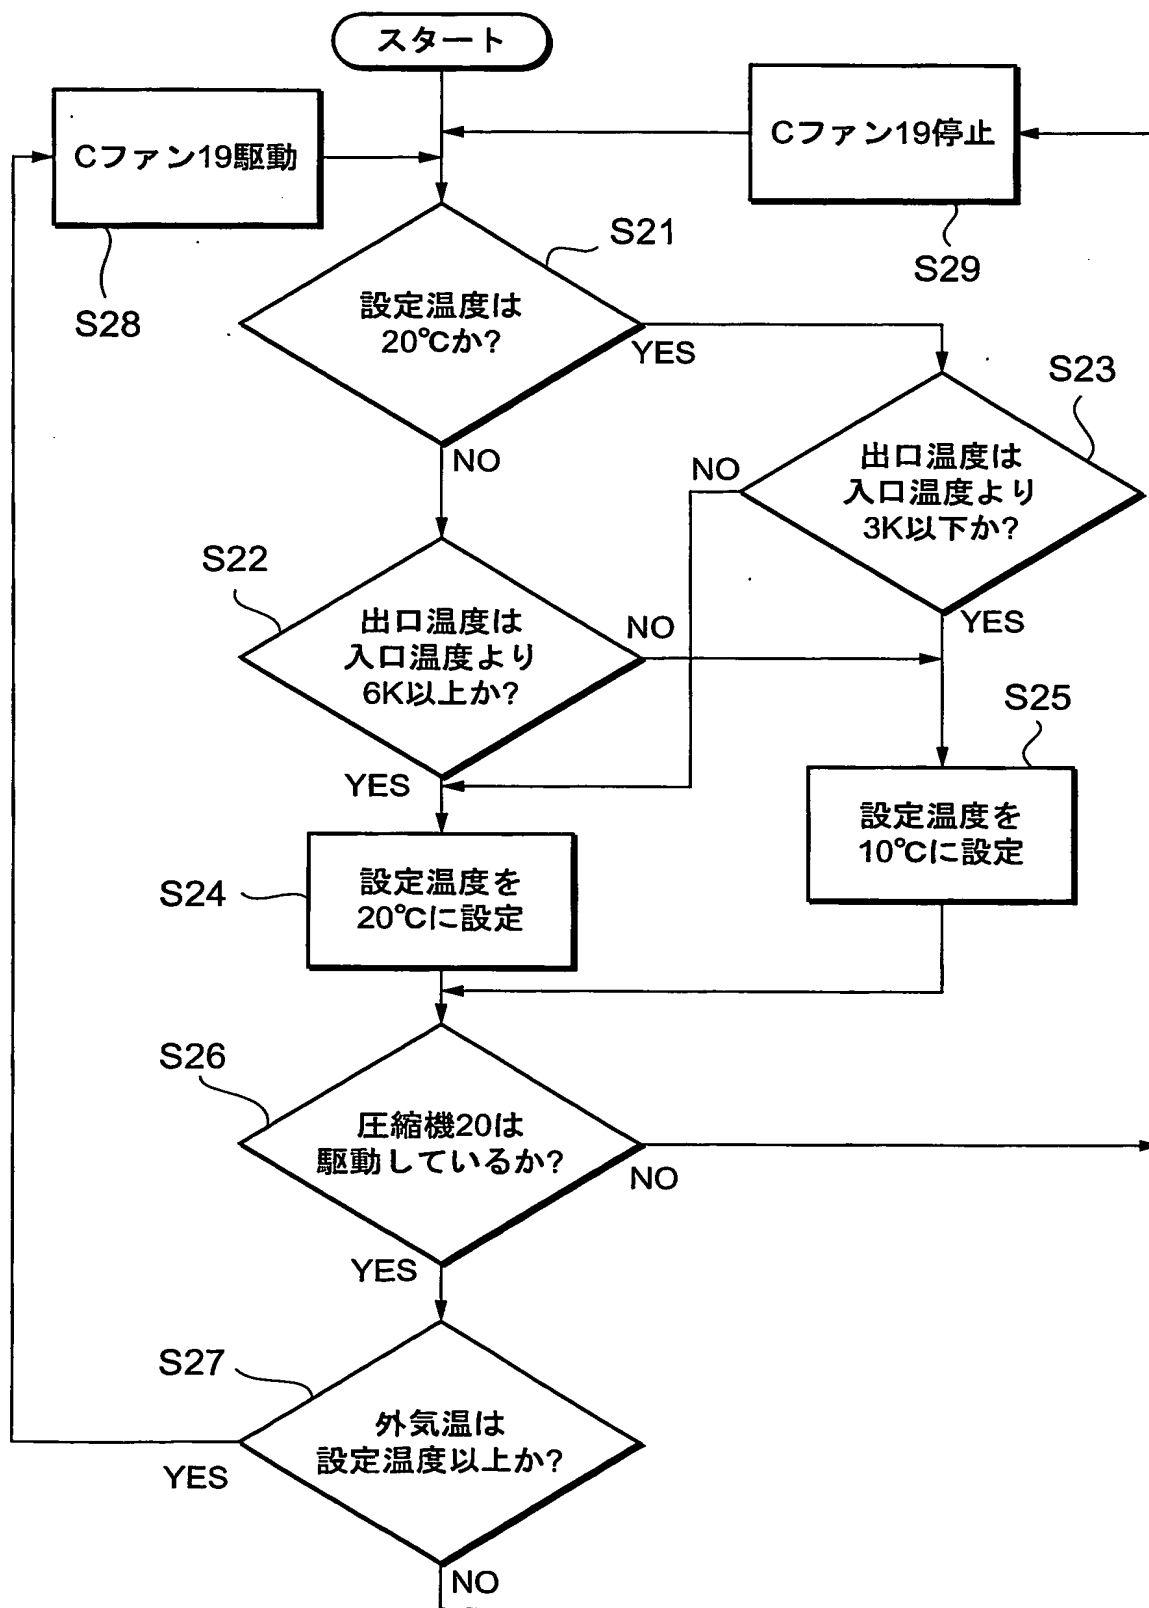 スタート
Cファン19駆動
Cファン19停止
S28
S29
S21
設定温度は
20℃か?
YES
NO
S23
出口温度は
入口温度より
3K以下か?
NO
YES
S22
出口温度は
入口温度より
6K以上か?
NO
YES
S25
設定温度を
10℃に設定
S24
設定温度を
20℃に設定
S26
圧縮機20は
駆動しているか?
NO
YES
S27
外気温は
設定温度以上か?
YES
NO